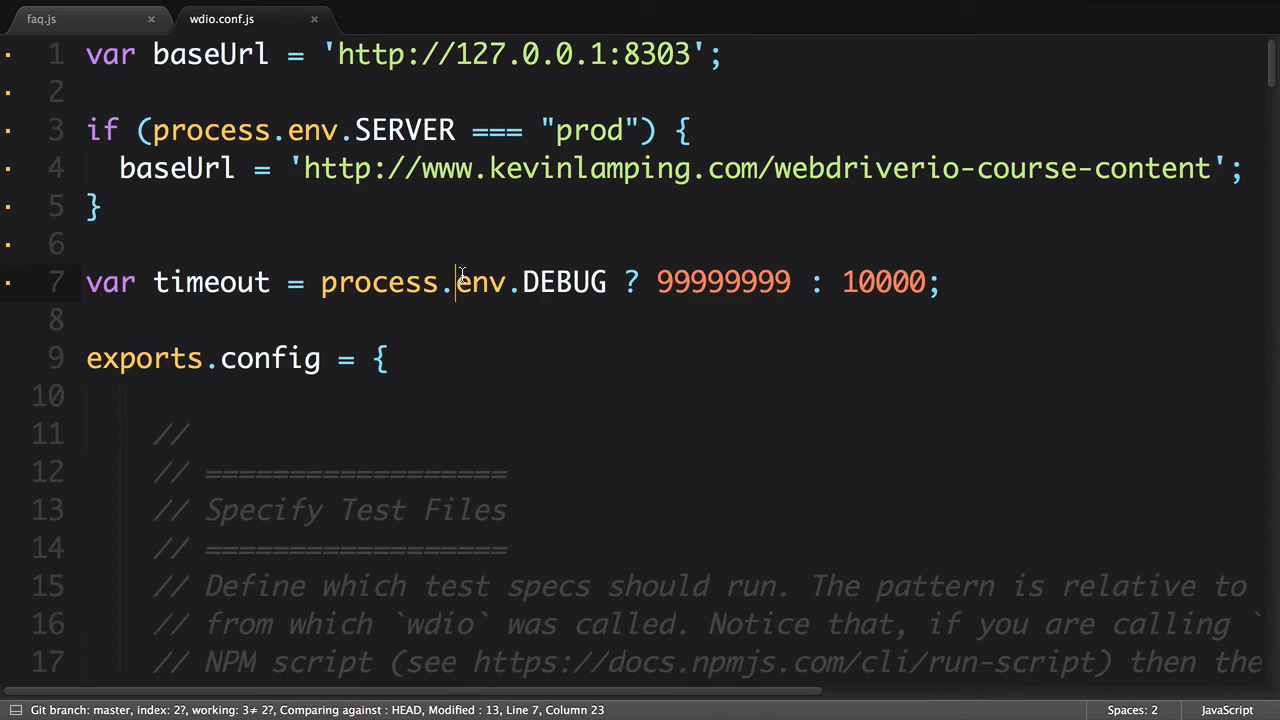 faq.js × wdio.conf.js ×
1 var baseUrl = 'http://127.0.0.1:8303';
2
3 if (process.env.SERVER === "prod") {
4 baseUrl = 'http://www.kevinlamping.com/webdriverio-course-content';
5 }
6
7 var timeout = process.env.DEBUG ? 99999999 : 10000;
8
9 exports.config = {
10
11 //
12 // ==================
13 // Specify Test Files
14 // ==================
15 // Define which test specs should run. The pattern is relative to
16 // from which `wdio` was called. Notice that, if you are calling `
17 // NPM script (see https://docs.npmjs.com/cli/run-script) then the
Git branch: master, index: 2?, working: 3≠ 2?, Comparing against : HEAD, Modified : 13, Line 7, Column 23 Spaces: 2 JavaScript